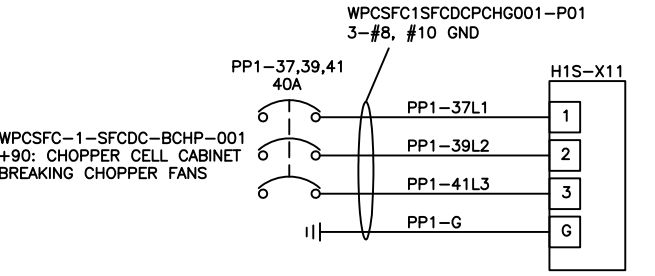 WPCSFC1SFCDCPCHG001-P01
3-#8, #10 GND
PP1-37,39,41
40A
H1S-X11
PP1-37L1
1
WPCSFC-1-SFCDC-BCHP-001
+90: CHOPPER CELL CABINET
BREAKING CHOPPER FANS
PP1-39L2
2
PP1-41L3
3
PP1-G
G